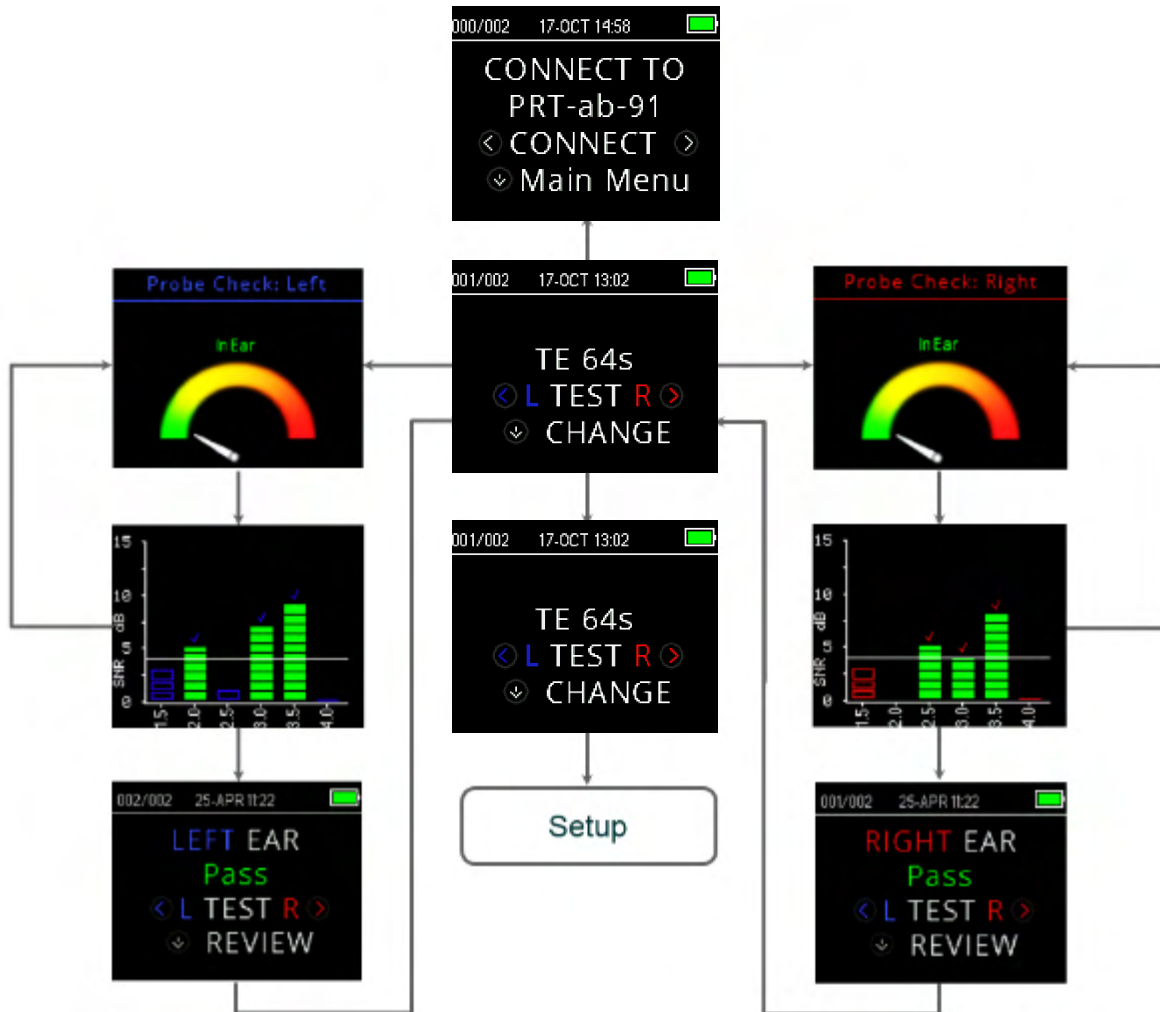 000/002 17-OCT 14:58
CONNECT TO
PRT-ab-91
CONNECT
Main Menu
Probe Check: Left
In Ear
001/002 17-OCT 13:02
TE 64s
L TEST R
CHANGE
Probe Check: Right
In Ear
15
10
5
0
SNR dB
1.5
2.0
2.5
3.0
3.5
4.0
001/002 17-OCT 13:02
TE 64s
L TEST R
CHANGE
15
10
5
0
SNR dB
1.5
2.0
2.5
3.0
3.5
4.0
002/002 25-APR 11:22
LEFT EAR
Pass
L TEST R
REVIEW
Setup
001/002 25-APR 11:22
RIGHT EAR
Pass
L TEST R
REVIEW